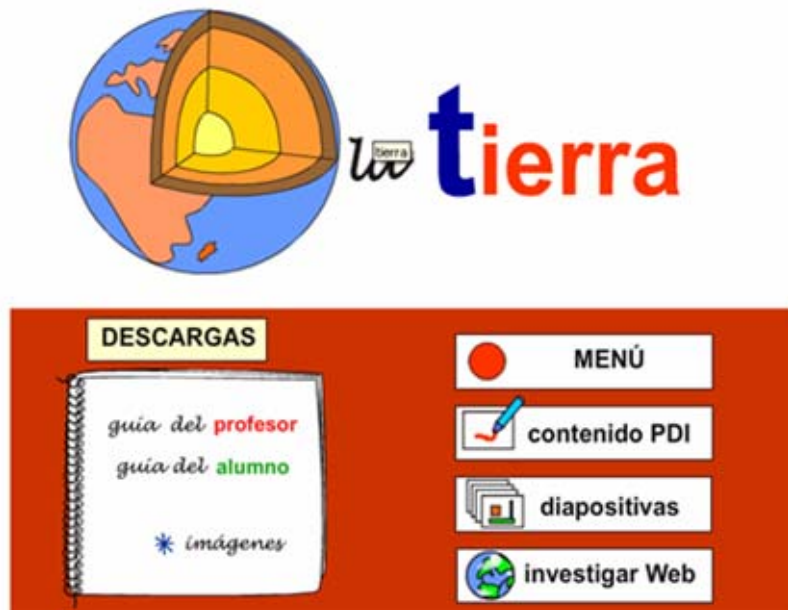 la tierra
tierra
DESCARGAS
guía del profesor
guía del alumno
imágenes
MENÚ
contenido PDI
diapositivas
investigar Web